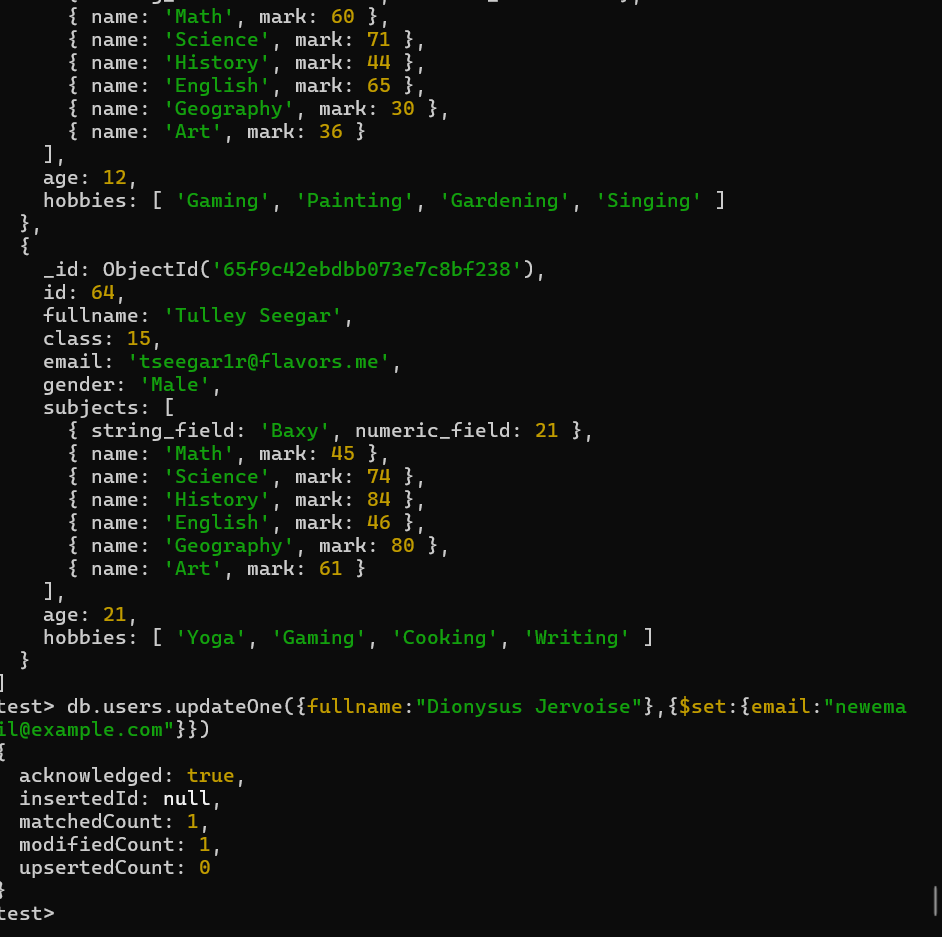 { name: 'Math', mark: 60 },
{ name: 'Science', mark: 71 },
{ name: 'History', mark: 44 },
{ name: 'English', mark: 65 },
{ name: 'Geography', mark: 30 },
{ name: 'Art', mark: 36 }
],
age: 12,
hobbies: [ 'Gaming', 'Painting', 'Gardening', 'Singing' ]
},
{
_id: ObjectId('65f9c42ebdbb073e7c8bf238'),
id: 64,
fullname: 'Tulley Seegar',
class: 15,
email: 'tseegar1r@flavors.me',
gender: 'Male',
subjects: [
{ string_field: 'Baxy', numeric_field: 21 },
{ name: 'Math', mark: 45 },
{ name: 'Science', mark: 74 },
{ name: 'History', mark: 84 },
{ name: 'English', mark: 46 },
{ name: 'Geography', mark: 80 },
{ name: 'Art', mark: 61 }
],
age: 21,
hobbies: [ 'Yoga', 'Gaming', 'Cooking', 'Writing' ]
}
]
test> db.users.updateOne({fullname:"Dionysus Jervoise"},{$set:{email:"newema
il@example.com"}})
{
acknowledged: true,
insertedId: null,
matchedCount: 1,
modifiedCount: 1,
upsertedCount: 0
}
test>